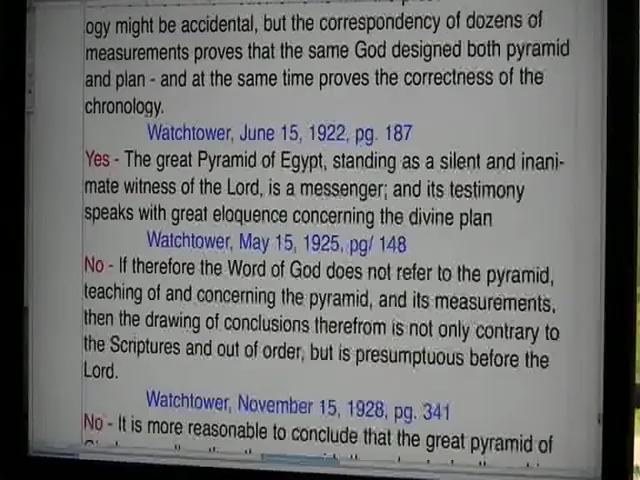 ogy might be accidental, but the correspondency of dozens of
measurements proves that the same God designed both pyramid
and plan - and at the same time proves the correctness of the
chronology.
Watchtower, June 15, 1922, pg. 187
Yes - The great Pyramid of Egypt, standing as a silent and inani-
mate witness of the Lord, is a messenger; and its testimony
speaks with great eloquence concerning the divine plan
Watchtower, May 15, 1925, pg/ 148
No - If therefore the Word of God does not refer to the pyramid,
teaching of and concerning the pyramid, and its measurements,
then the drawing of conclusions therefrom is not only contrary to
the Scriptures and out of order, but is presumptuous before the
Lord.
Watchtower, November 15, 1928, pg. 341
No - It is more reasonable to conclude that the great pyramid of